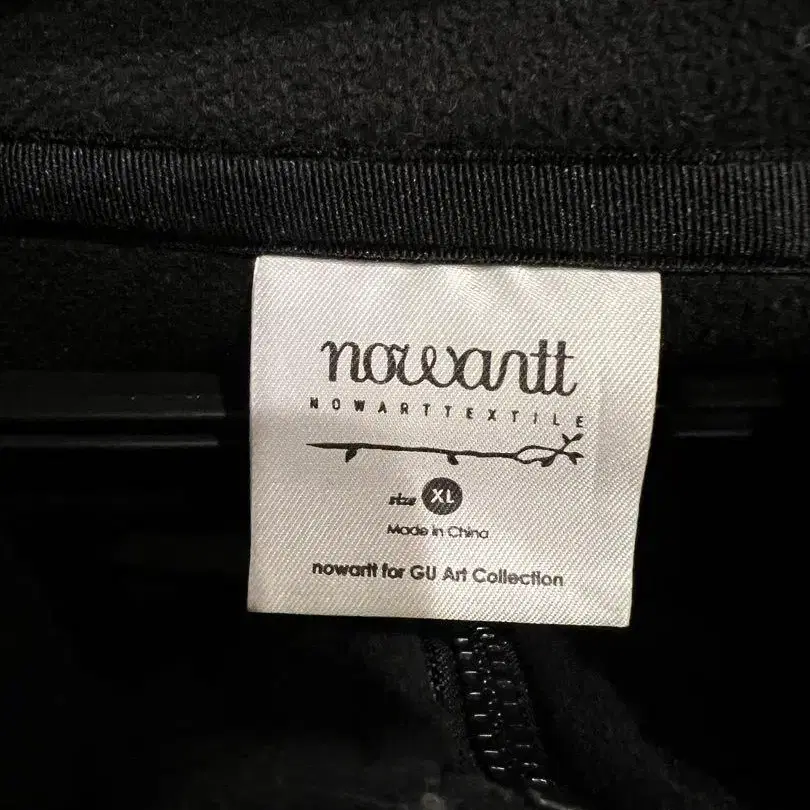 nowartt
NOWARTTEXTILE
size XL
Made in China
nowartt for GU Art Collection